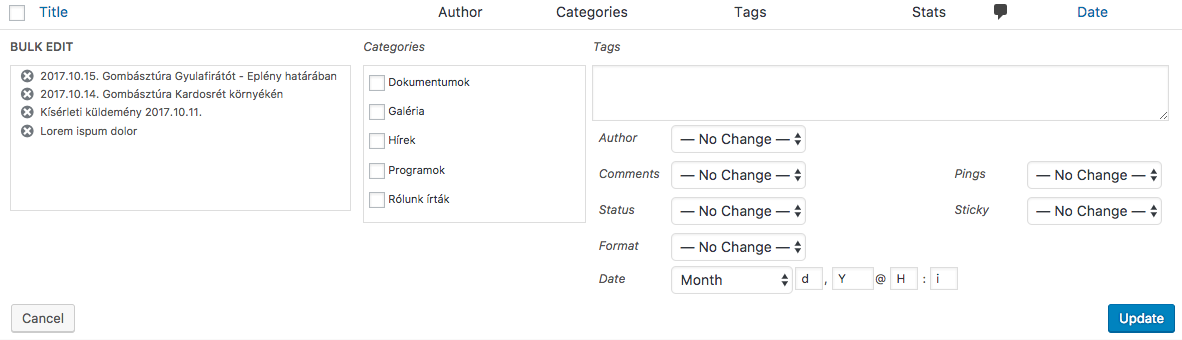 Title Author Categories Tags Stats Date
BULK EDIT
2017.10.15. Gombásztúra Gyulafirátót - Eplény határában
2017.10.14. Gombásztúra Kardosrét környékén
Kísérleti küldemény 2017.10.11.
Lorem ispum dolor
Categories
Dokumentumok
Galéria
Hírek
Programok
Rólunk írták
Tags
Author — No Change —
Comments — No Change — Pings — No Change —
Status — No Change — Sticky — No Change —
Format — No Change —
Date Month d , Y @ H : i
Cancel Update